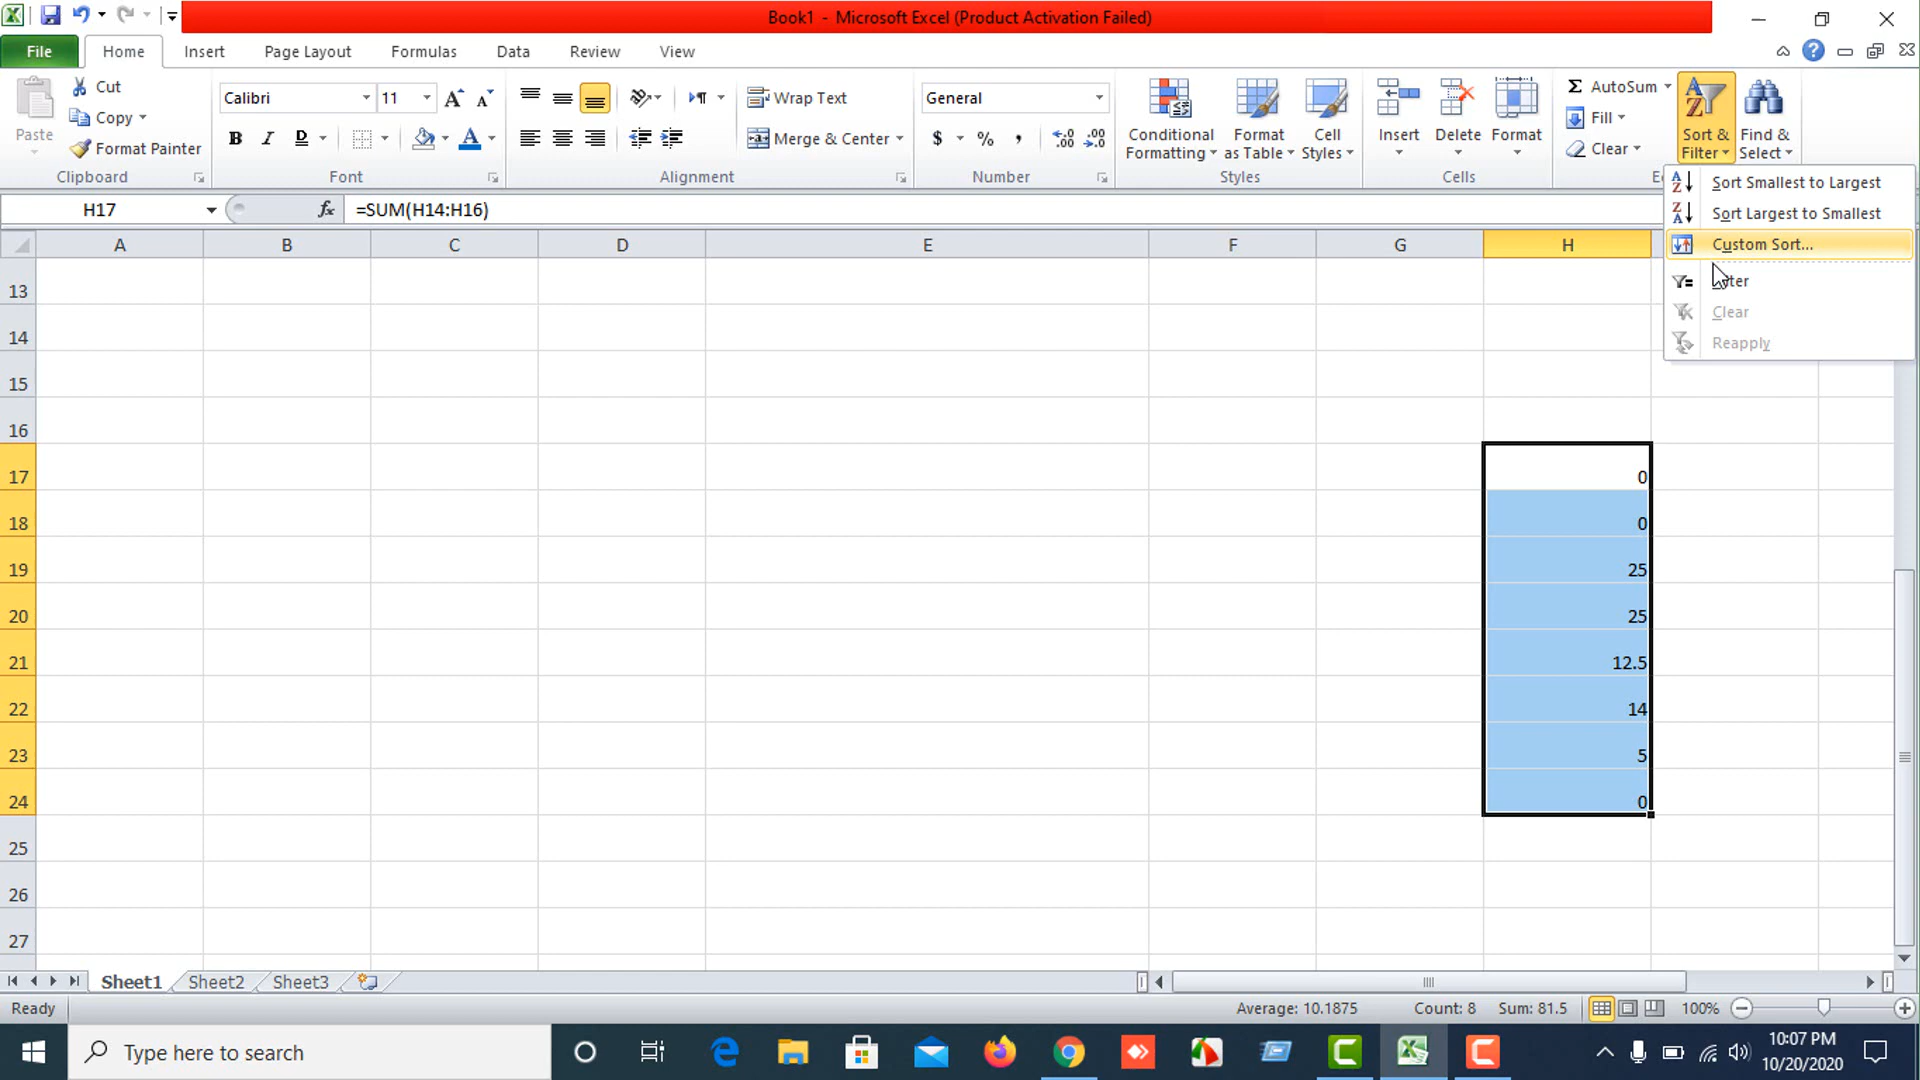 Book1 - Microsoft Excel (Product Activation Failed)
File Home Insert Page Layout Formulas Data Review View
Paste
Cut
Copy
Format Painter
Clipboard
Calibri 11
B I D
Font
Wrap Text
Merge & Center
Alignment
General
$ % ,
Number
Conditional Formatting
Format as Table
Cell Styles
Styles
Insert Delete Format
Cells
Σ AutoSum
Fill
Clear
Sort & Filter
Find & Select
Sort Smallest to Largest
Sort Largest to Smallest
Custom Sort...
Clear
Reapply
H17 fx =SUM(H14:H16)
A B C D E F G H
13
14
15
16
17 0
18 0
19 25
20 25
21 12.5
22 14
23 5
24 0
25
26
27
Sheet1 Sheet2 Sheet3
Ready Average: 10.1875 Count: 8 Sum: 81.5 100%
Type here to search
10:07 PM
10/20/2020